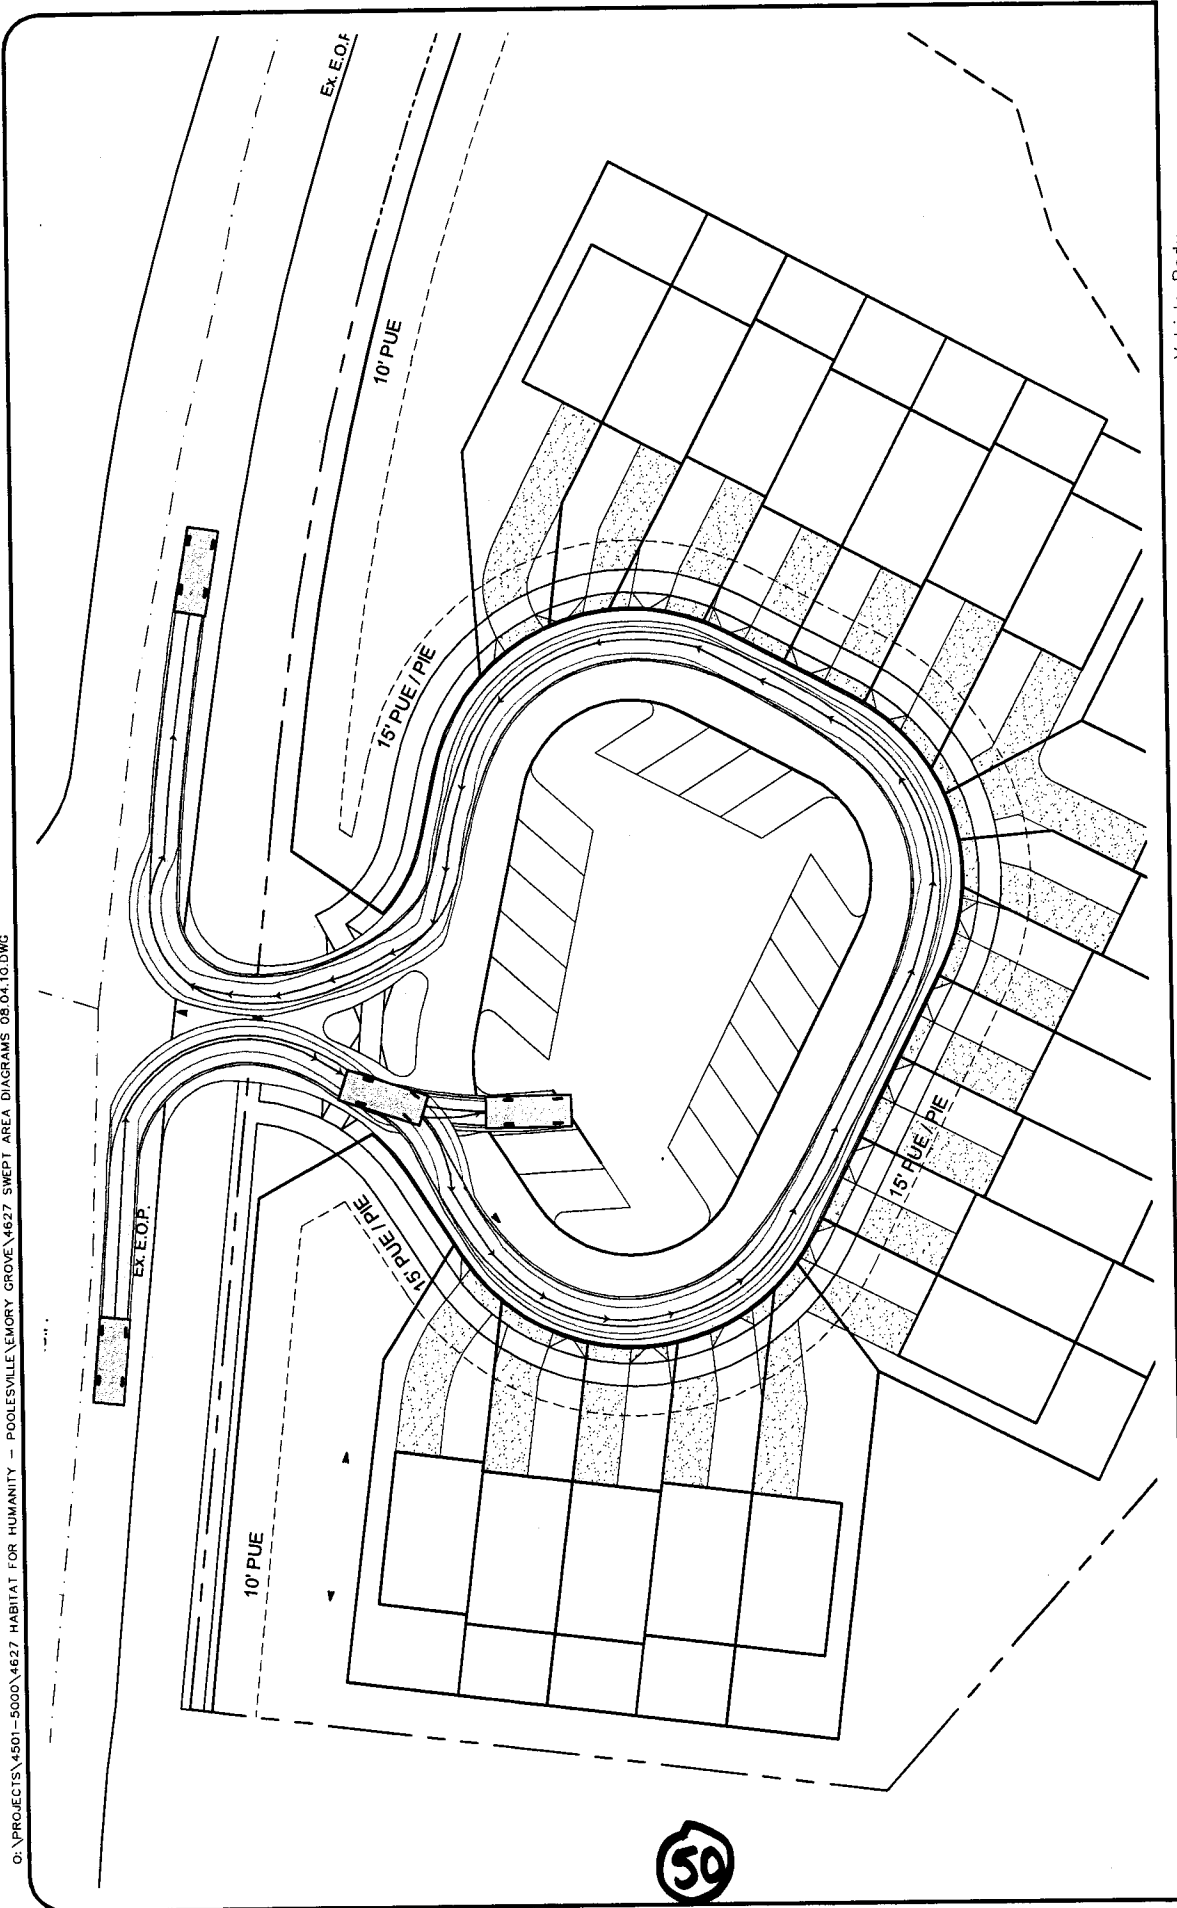 O:\PROJECTS\4501-5000\4627 HABITAT FOR HUMANITY - POOLESVILLE\EMORY GROVE\4627 SWEPT AREA DIAGRAMS 08.04.10.DWG
Ex. E.O.P
10' PUE
15' PUE / PIE
Ex. E.O.P.
15' PUE / PIE
15' PUE / PIE
10' PUE
50